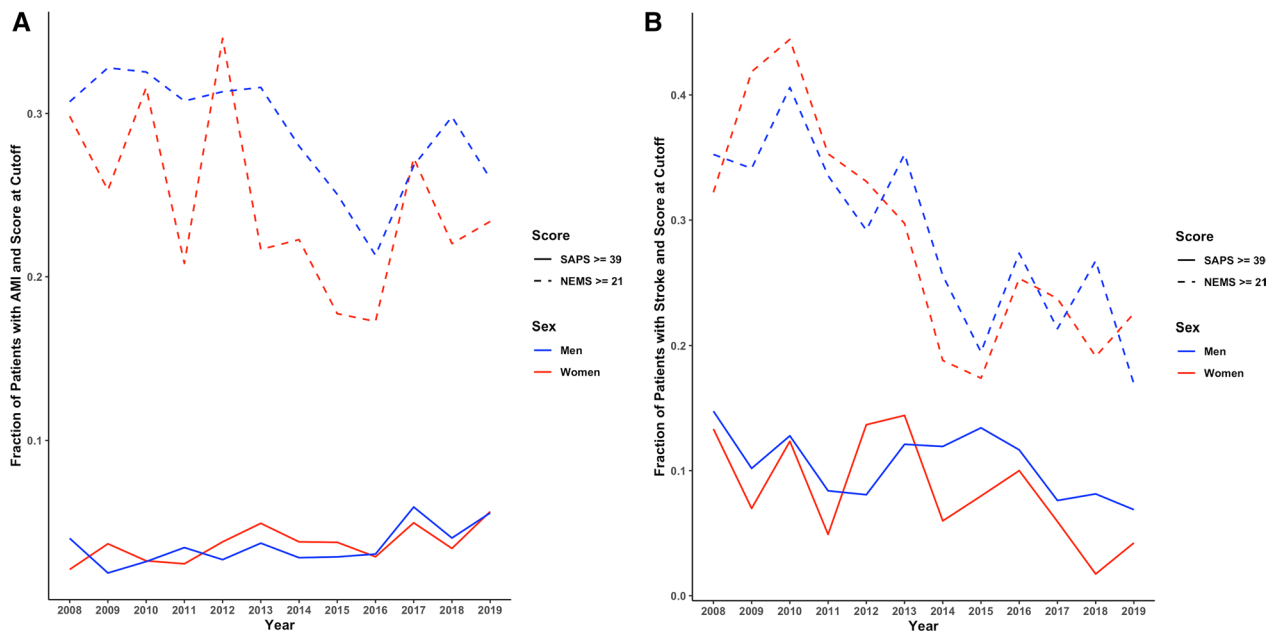 A
Fraction of Patients with AMI and Score at Cutoff
0.3
0.2
0.1
2008 2009 2010 2011 2012 2013 2014 2015 2016 2017 2018 2019
Year
Score
SAPS >= 39
NEMS >= 21
Sex
Men
Women
B
Fraction of Patients with Stroke and Score at Cutoff
0.4
0.3
0.2
0.1
0.0
2008 2009 2010 2011 2012 2013 2014 2015 2016 2017 2018 2019
Year
Score
SAPS >= 39
NEMS >= 21
Sex
Men
Women